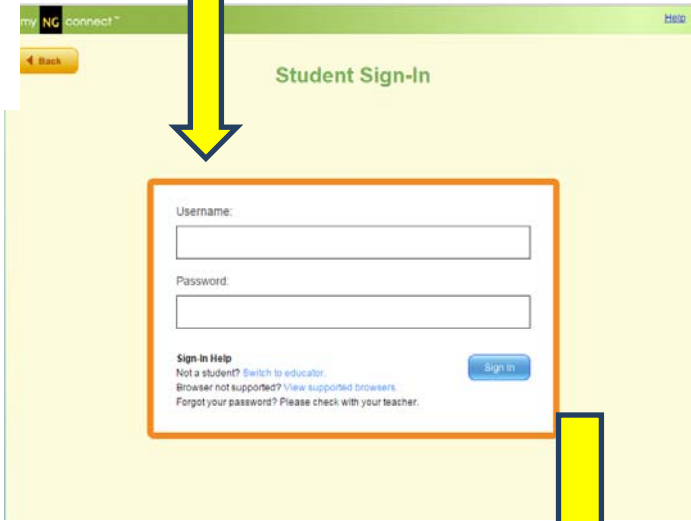 my NG connect™
Help
Back
Student Sign-In
Username:
Password:
Sign-In Help
Not a student? Switch to educator.
Browser not supported? View supported browsers.
Forgot your password? Please check with your teacher.
Sign In